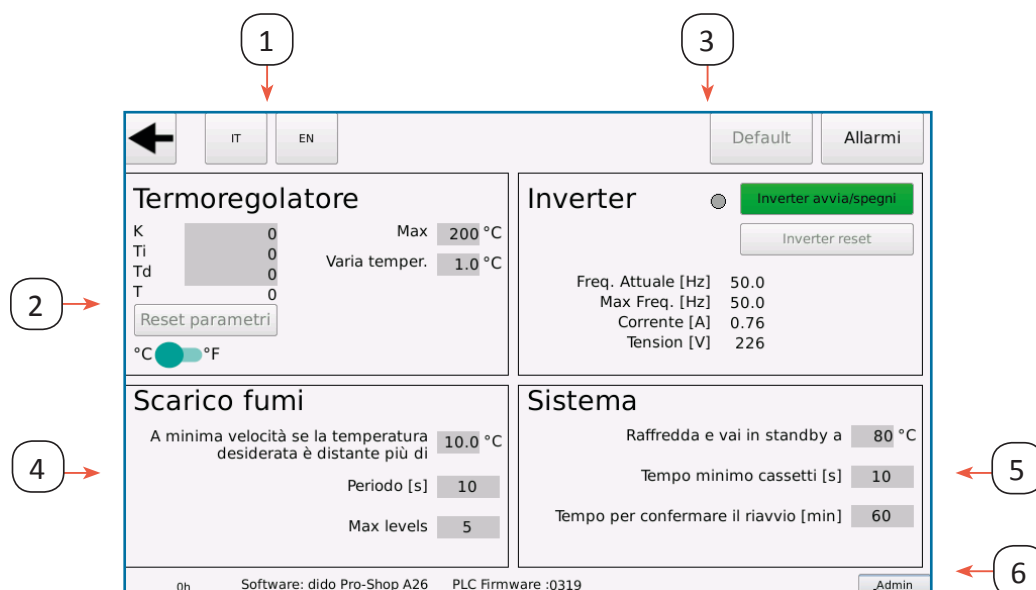 1
3
IT
EN
Default
Allarmi
Termoregolatore
K 0
Ti 0
Td 0
T 0
Max 200 °C
Varia temper. 1.0 °C
Reset parametri
°C °F
2
Inverter
Inverter avvia/spegni
Inverter reset
Freq. Attuale [Hz] 50.0
Max Freq. [Hz] 50.0
Corrente [A] 0.76
Tension [V] 226
Scarico fumi
A minima velocità se la temperatura
desiderata è distante più di 10.0 °C
Periodo [s] 10
Max levels 5
4
Sistema
Raffredda e vai in standby a 80 °C
Tempo minimo cassetti [s] 10
Tempo per confermare il riavvio [min] 60
5
0h Software: dido Pro-Shop A26 PLC Firmware :0319
Admin
6